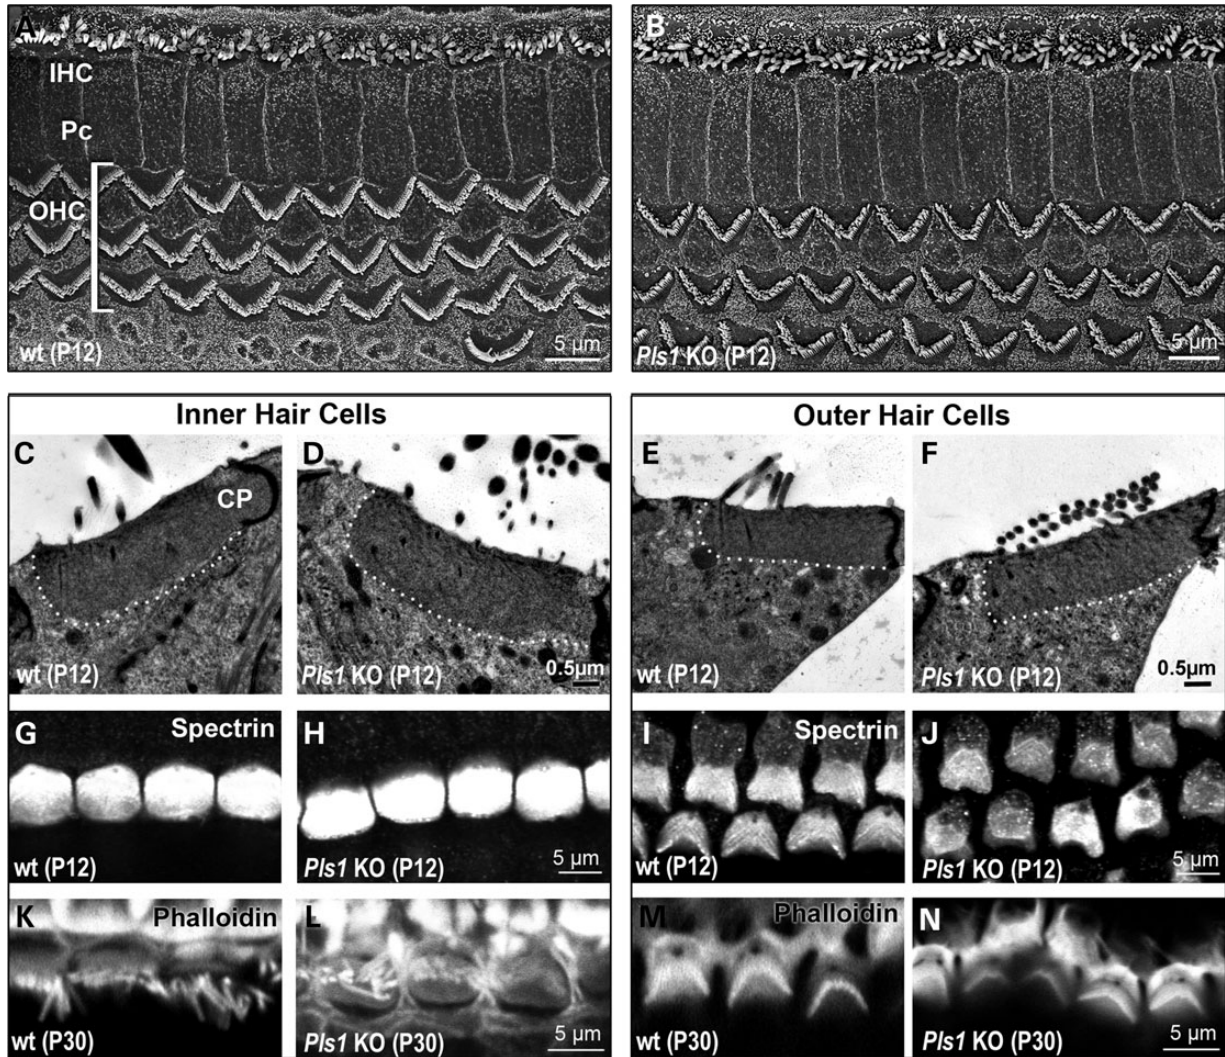 A
IHC
Pc
OHC
wt (P12)
5 µm
B
Pls1 KO (P12)
5 µm
Inner Hair Cells
C
CP
wt (P12)
D
Pls1 KO (P12)
0.5µm
Outer Hair Cells
E
wt (P12)
F
Pls1 KO (P12)
0.5µm
G
Spectrin
wt (P12)
H
Pls1 KO (P12)
5 µm
I
Spectrin
wt (P12)
J
Pls1 KO (P12)
5 µm
K
Phalloidin
wt (P30)
L
Pls1 KO (P30)
5 µm
M
Phalloidin
wt (P30)
N
Pls1 KO (P30)
5 µm